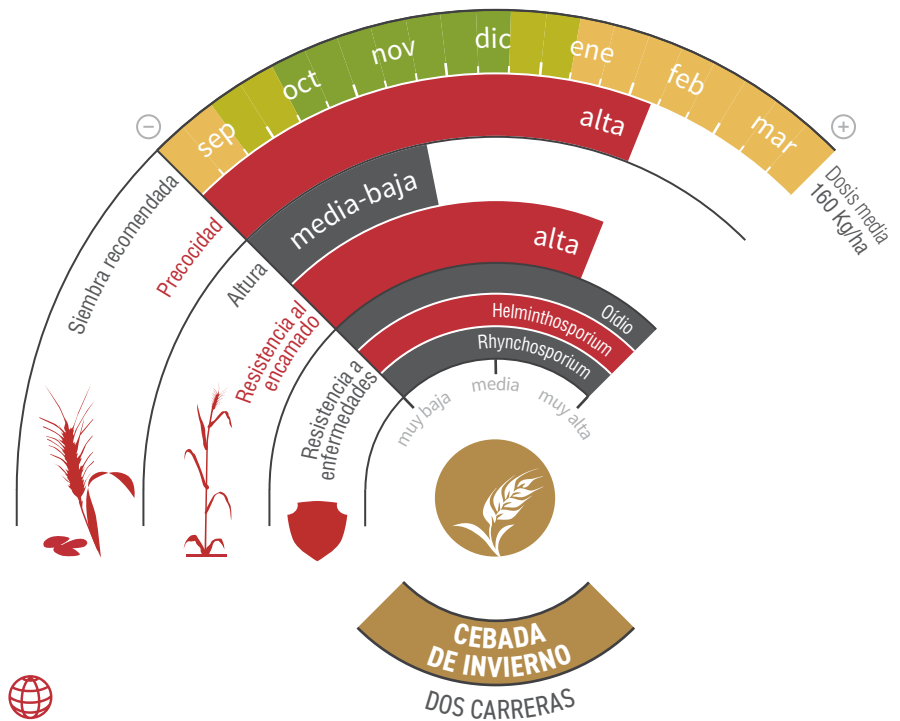 sep oct nov dic ene feb mar
− +
Siembra recomendada
Dosis media
160 Kg/ha
Precocidad
alta
Altura
media-baja
Resistencia al
encamado
alta
Resistencia a
enfermedades
Oídio
Helminthosporium
Rhynchosporium
muy baja media muy alta
CEBADA
DE INVIERNO
DOS CARRERAS